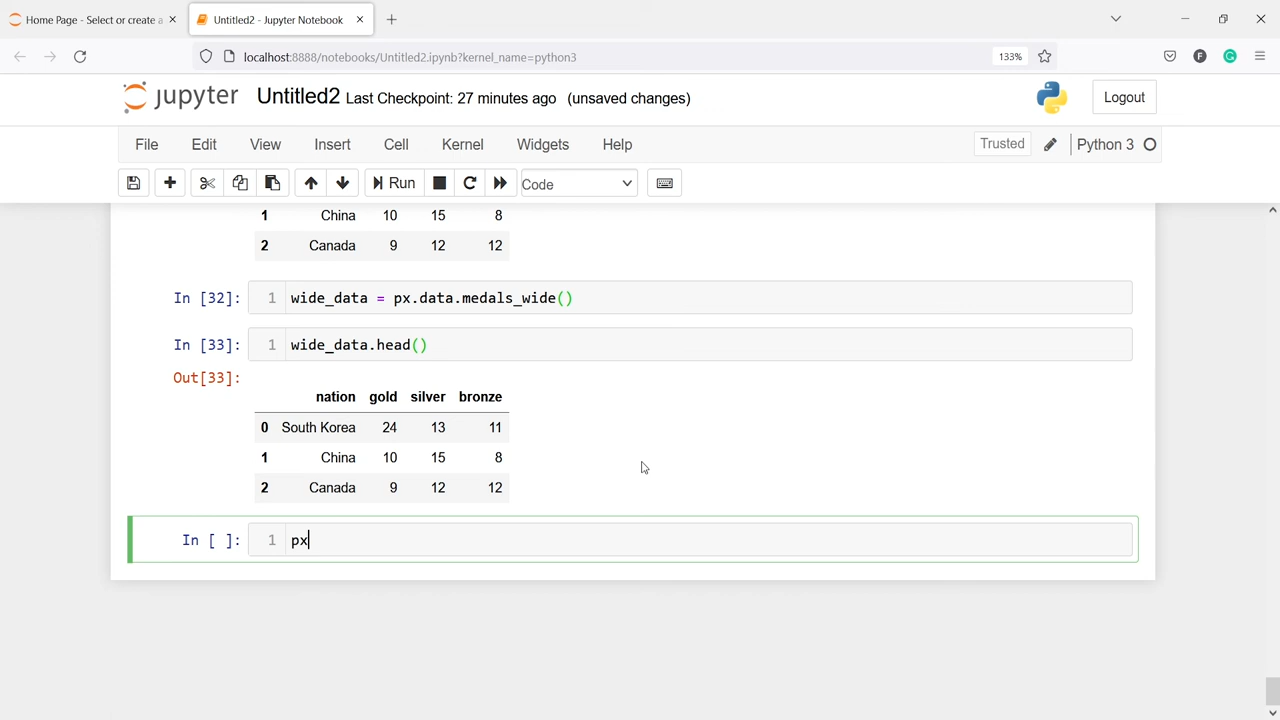 Home Page - Select or create a
Untitled2 - Jupyter Notebook
localhost:8888/notebooks/Untitled2.ipynb?kernel_name=python3
133%
F
G
jupyter Untitled2 Last Checkpoint: 27 minutes ago (unsaved changes)
Logout
File Edit View Insert Cell Kernel Widgets Help
Trusted Python 3
Run Code
1 China 10 15 8
2 Canada 9 12 12
In [32]: 1 wide_data = px.data.medals_wide()
In [33]: 1 wide_data.head()
Out[33]:
nation gold silver bronze
0 South Korea 24 13 11
1 China 10 15 8
2 Canada 9 12 12
In [ ]: 1 px